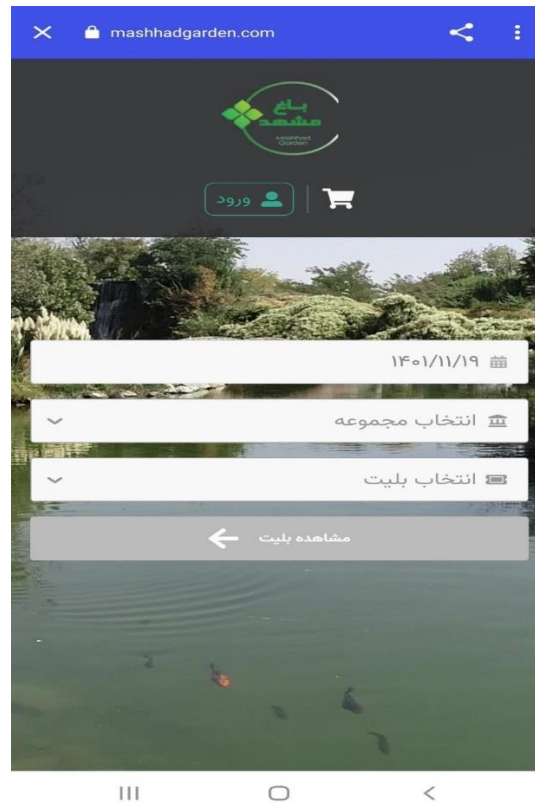 mashhadgarden.com
باغ
مشهد
Mashhad
Garden
ورود
۱۴۰۱/۱۱/۱۹
انتخاب مجموعه
انتخاب بلیت
مشاهده بلیت